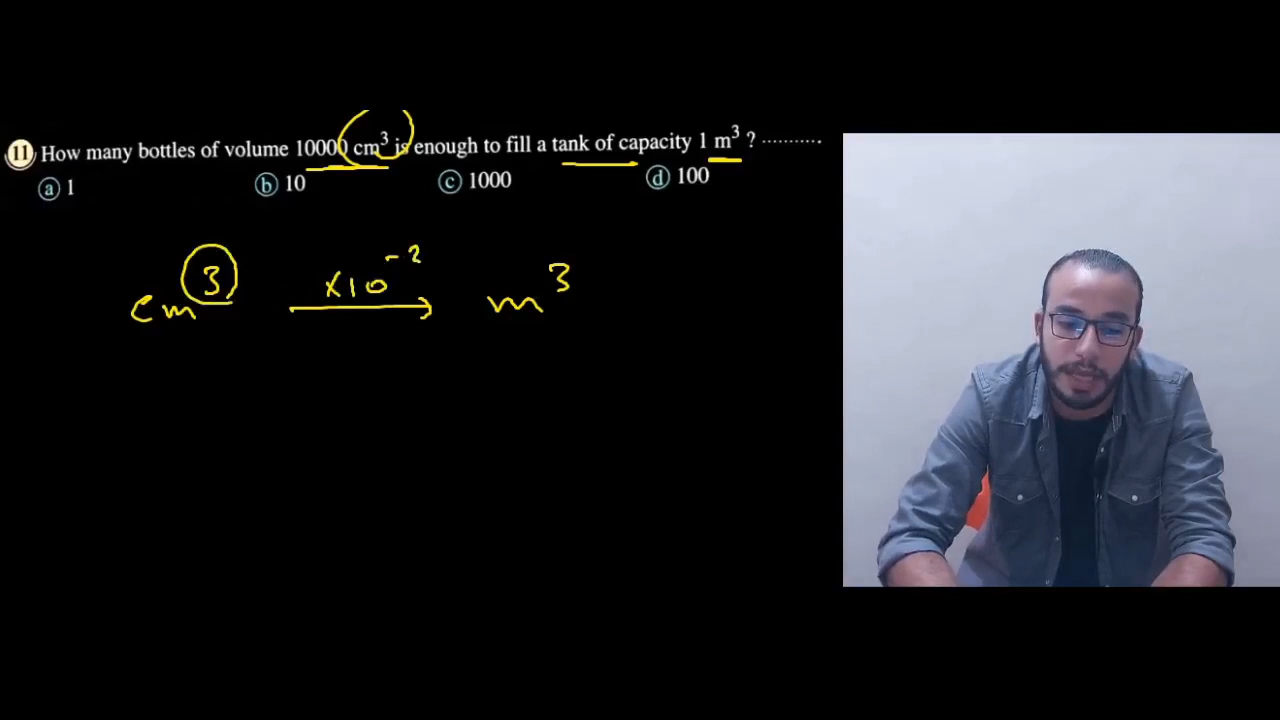 11 How many bottles of volume 10000 cm³ is enough to fill a tank of capacity 1 m³ ? ...........
a 1 b 10 c 1000 d 100
cm³ ×10⁻² m³